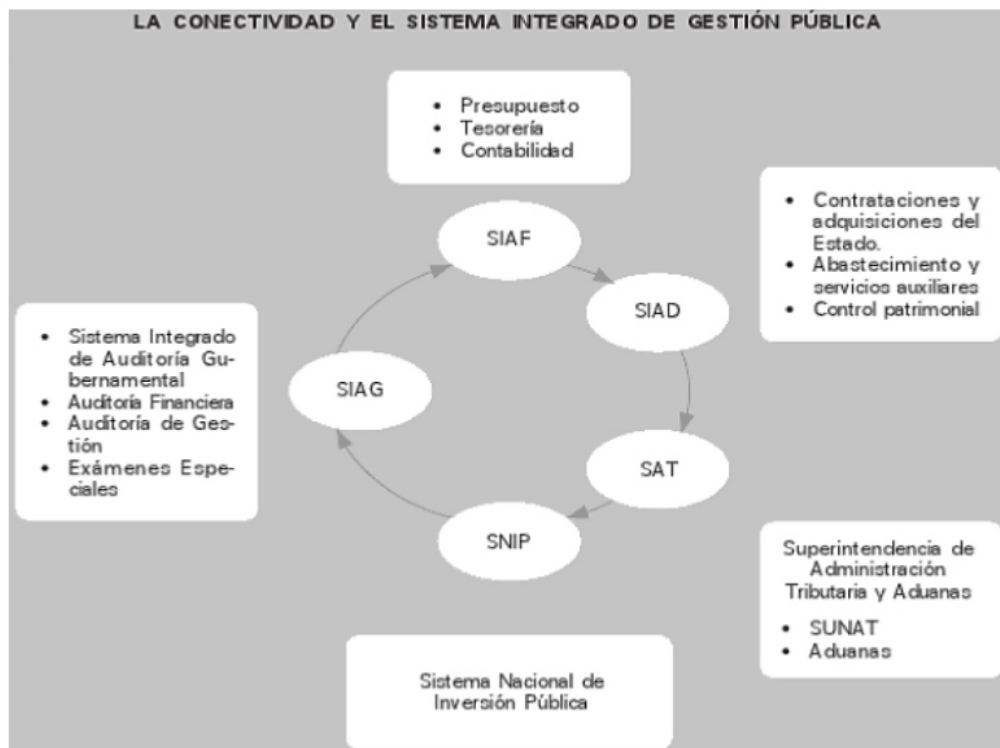 LA CONECTIVIDAD Y EL SISTEMA INTEGRADO DE GESTIÓN PÚBLICA
• Presupuesto
• Tesorería
• Contabilidad
SIAF
• Contrataciones y
adquisiciones del
Estado.
• Abastecimiento y
servicios auxiliares
• Control patrimonial
SIAD
• Sistema Integrado
de Auditoría Gu-
bernamental
• Auditoría Financiera
• Auditoría de Ges-
tión
• Exámenes Espe-
ciales
SIAG
SAT
SNIP
Superintendencia de
Administración
Tributaria y Aduanas
• SUNAT
• Aduanas
Sistema Nacional de
Inversión Pública